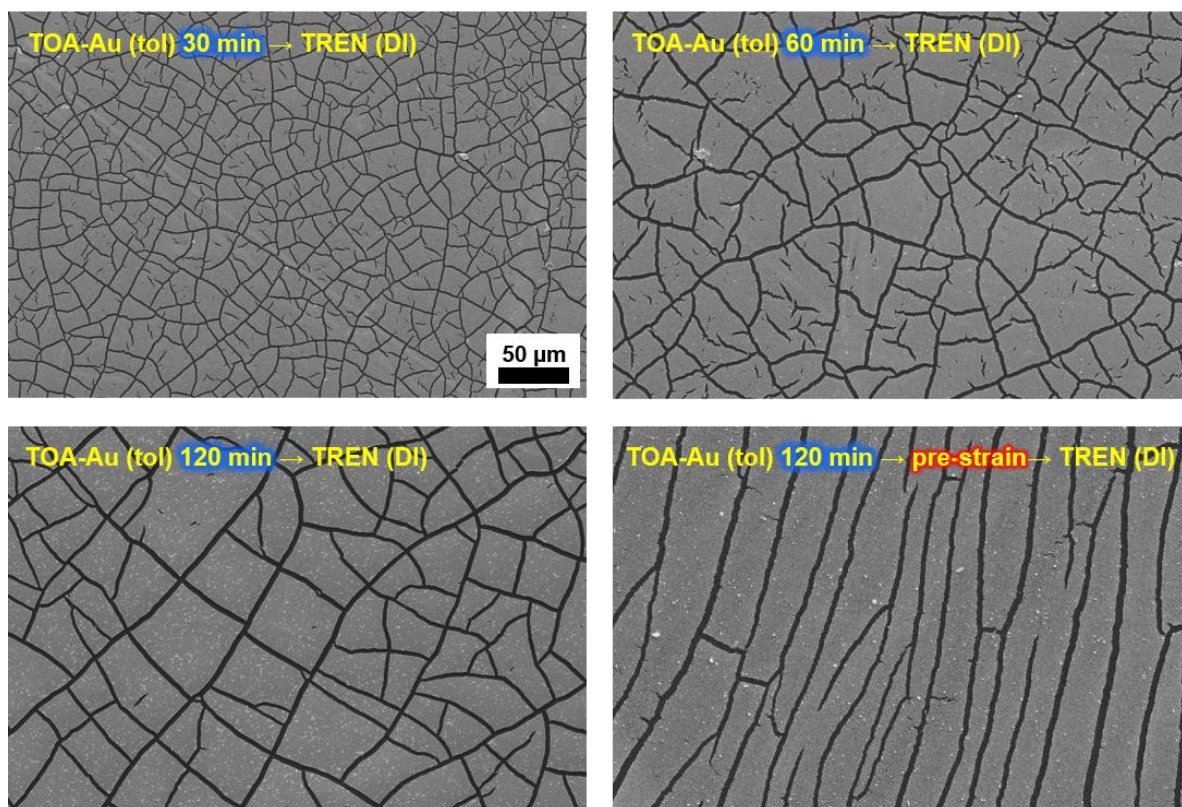 TOA-Au (tol) 30 min → TREN (DI)
TOA-Au (tol) 60 min → TREN (DI)
50 µm
TOA-Au (tol) 120 min → TREN (DI)
TOA-Au (tol) 120 min → pre-strain → TREN (DI)